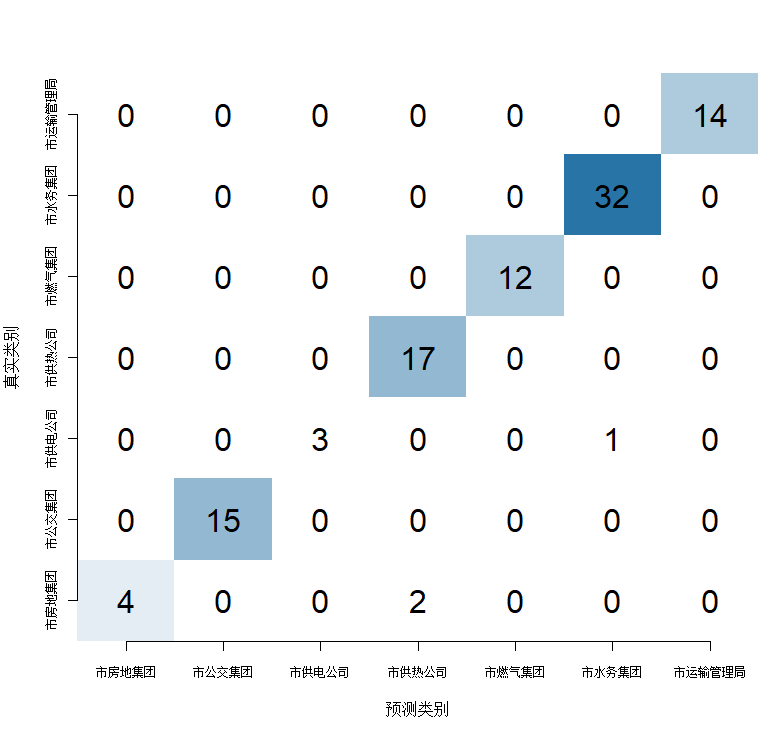 市运输管理局 0 0 0 0 0 0 14
市水务集团 0 0 0 0 0 32 0
市燃气集团 0 0 0 0 12 0 0
市供热公司 0 0 0 17 0 0 0
市供电公司 0 0 3 0 0 1 0
市公交集团 0 15 0 0 0 0 0
市房地集团 4 0 0 2 0 0 0
真实类别
市房地集团 市公交集团 市供电公司 市供热公司 市燃气集团 市水务集团 市运输管理局
预测类别